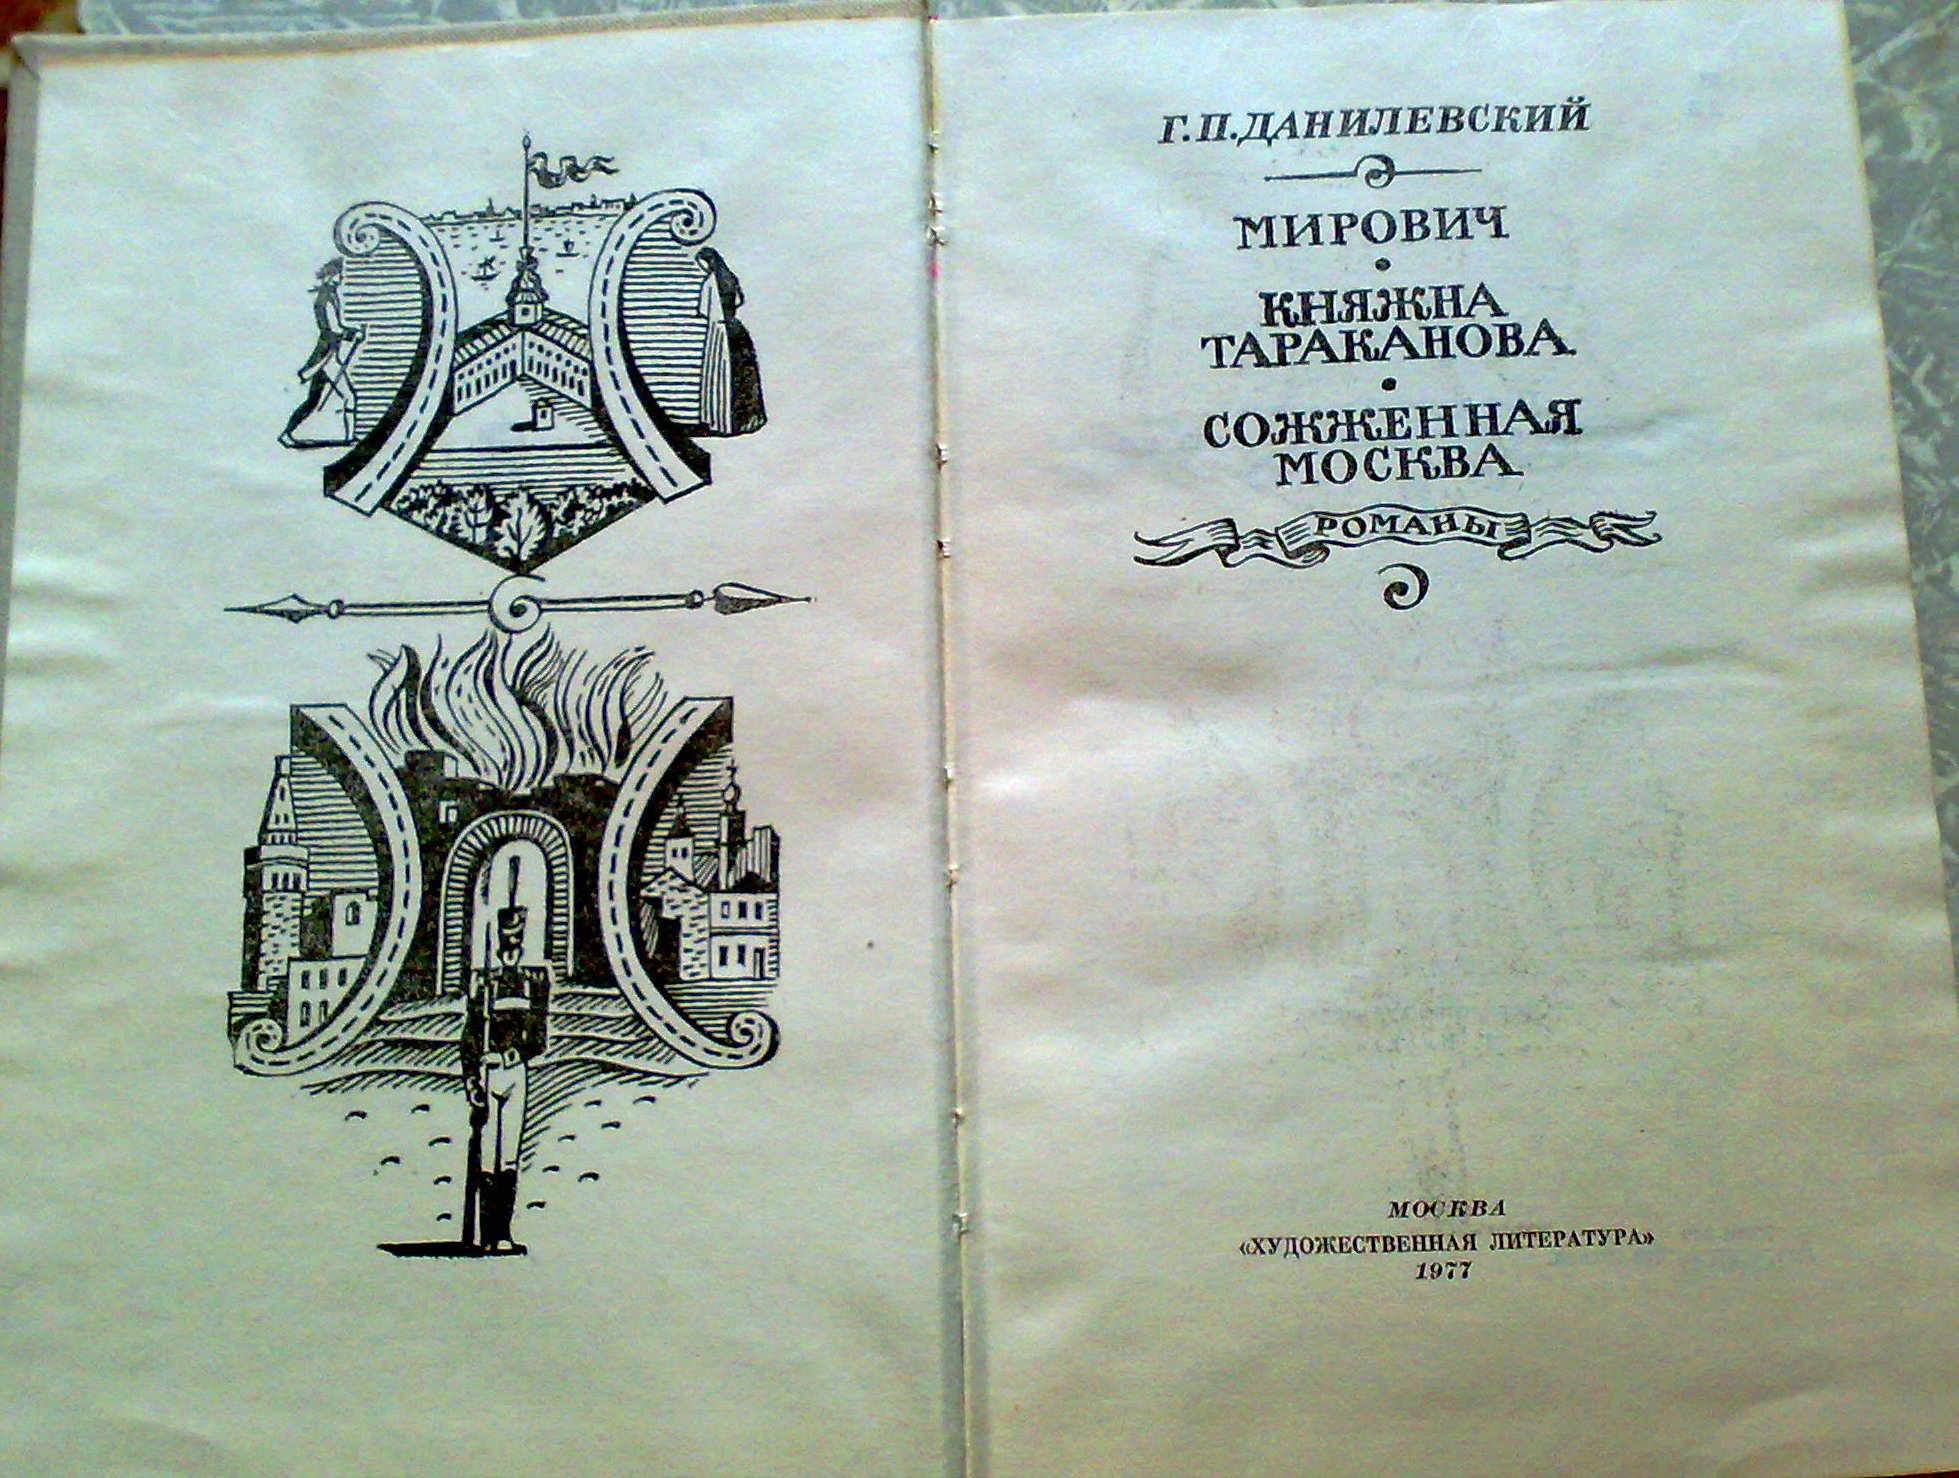 Г. П. ДАНИЛЕВСКИЙ
МИРОВИЧ
•
КНЯЖНА
ТАРАКАНОВА
•
СОЖЖЕННАЯ
МОСКВА
РОМАНЫ
МОСКВА
«ХУДОЖЕСТВЕННАЯ ЛИТЕРАТУРА»
1977